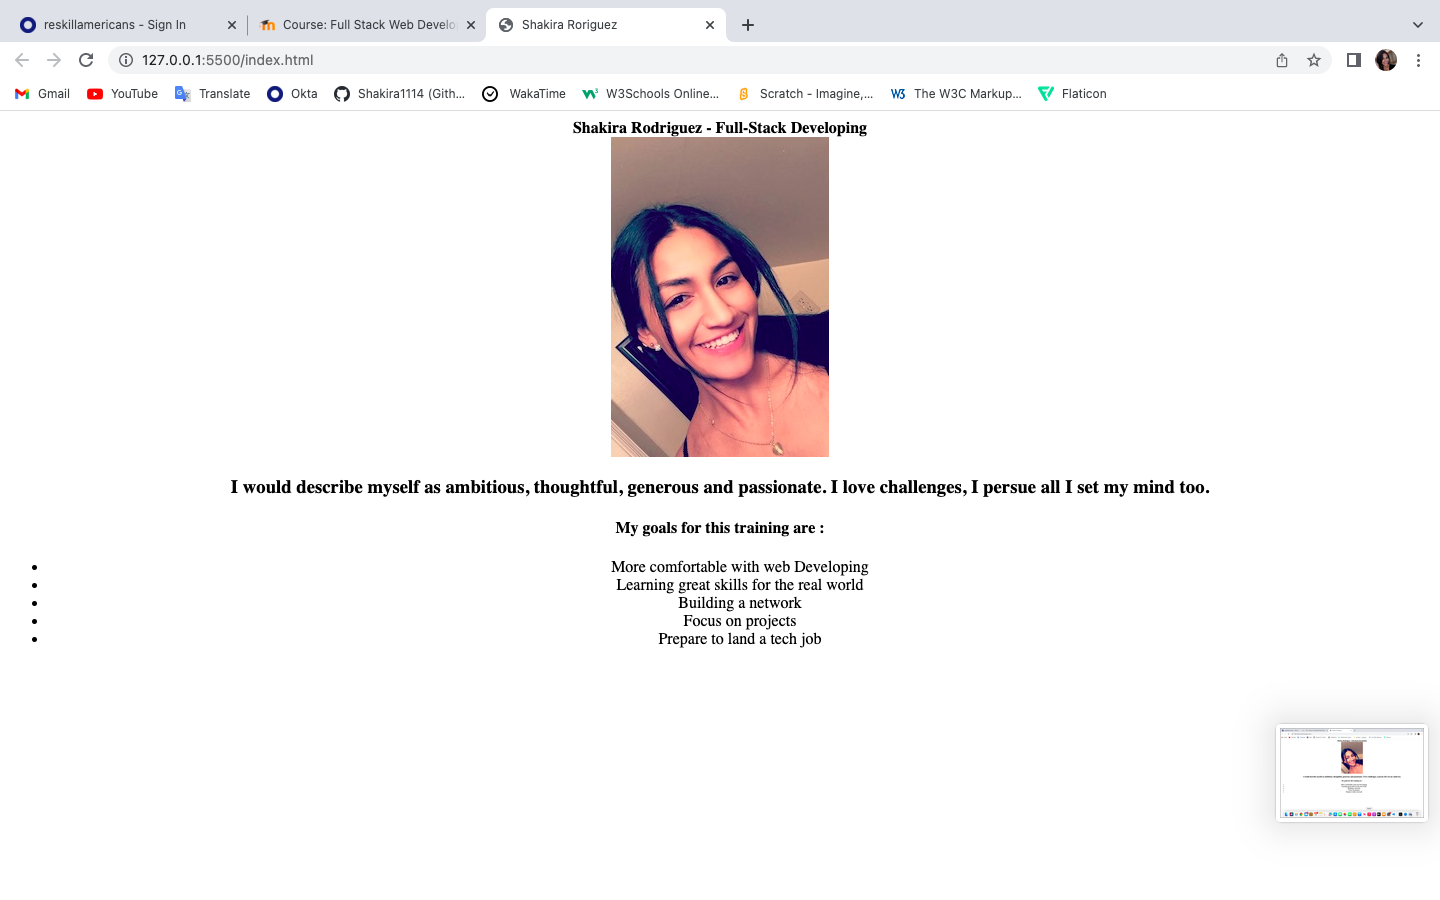 reskillamericans - Sign In
Course: Full Stack Web Develo
Shakira Roriguez
127.0.0.1:5500/index.html
Gmail
YouTube
Translate
Okta
Shakira1114 (Gith...
WakaTime
W3Schools Online...
Scratch - Imagine,...
The W3C Markup...
Flaticon
Shakira Rodriguez - Full-Stack Developing
I would describe myself as ambitious, thoughtful, generous and passionate. I love challenges, I persue all I set my mind too.
My goals for this training are :
More comfortable with web Developing
Learning great skills for the real world
Building a network
Focus on projects
Prepare to land a tech job